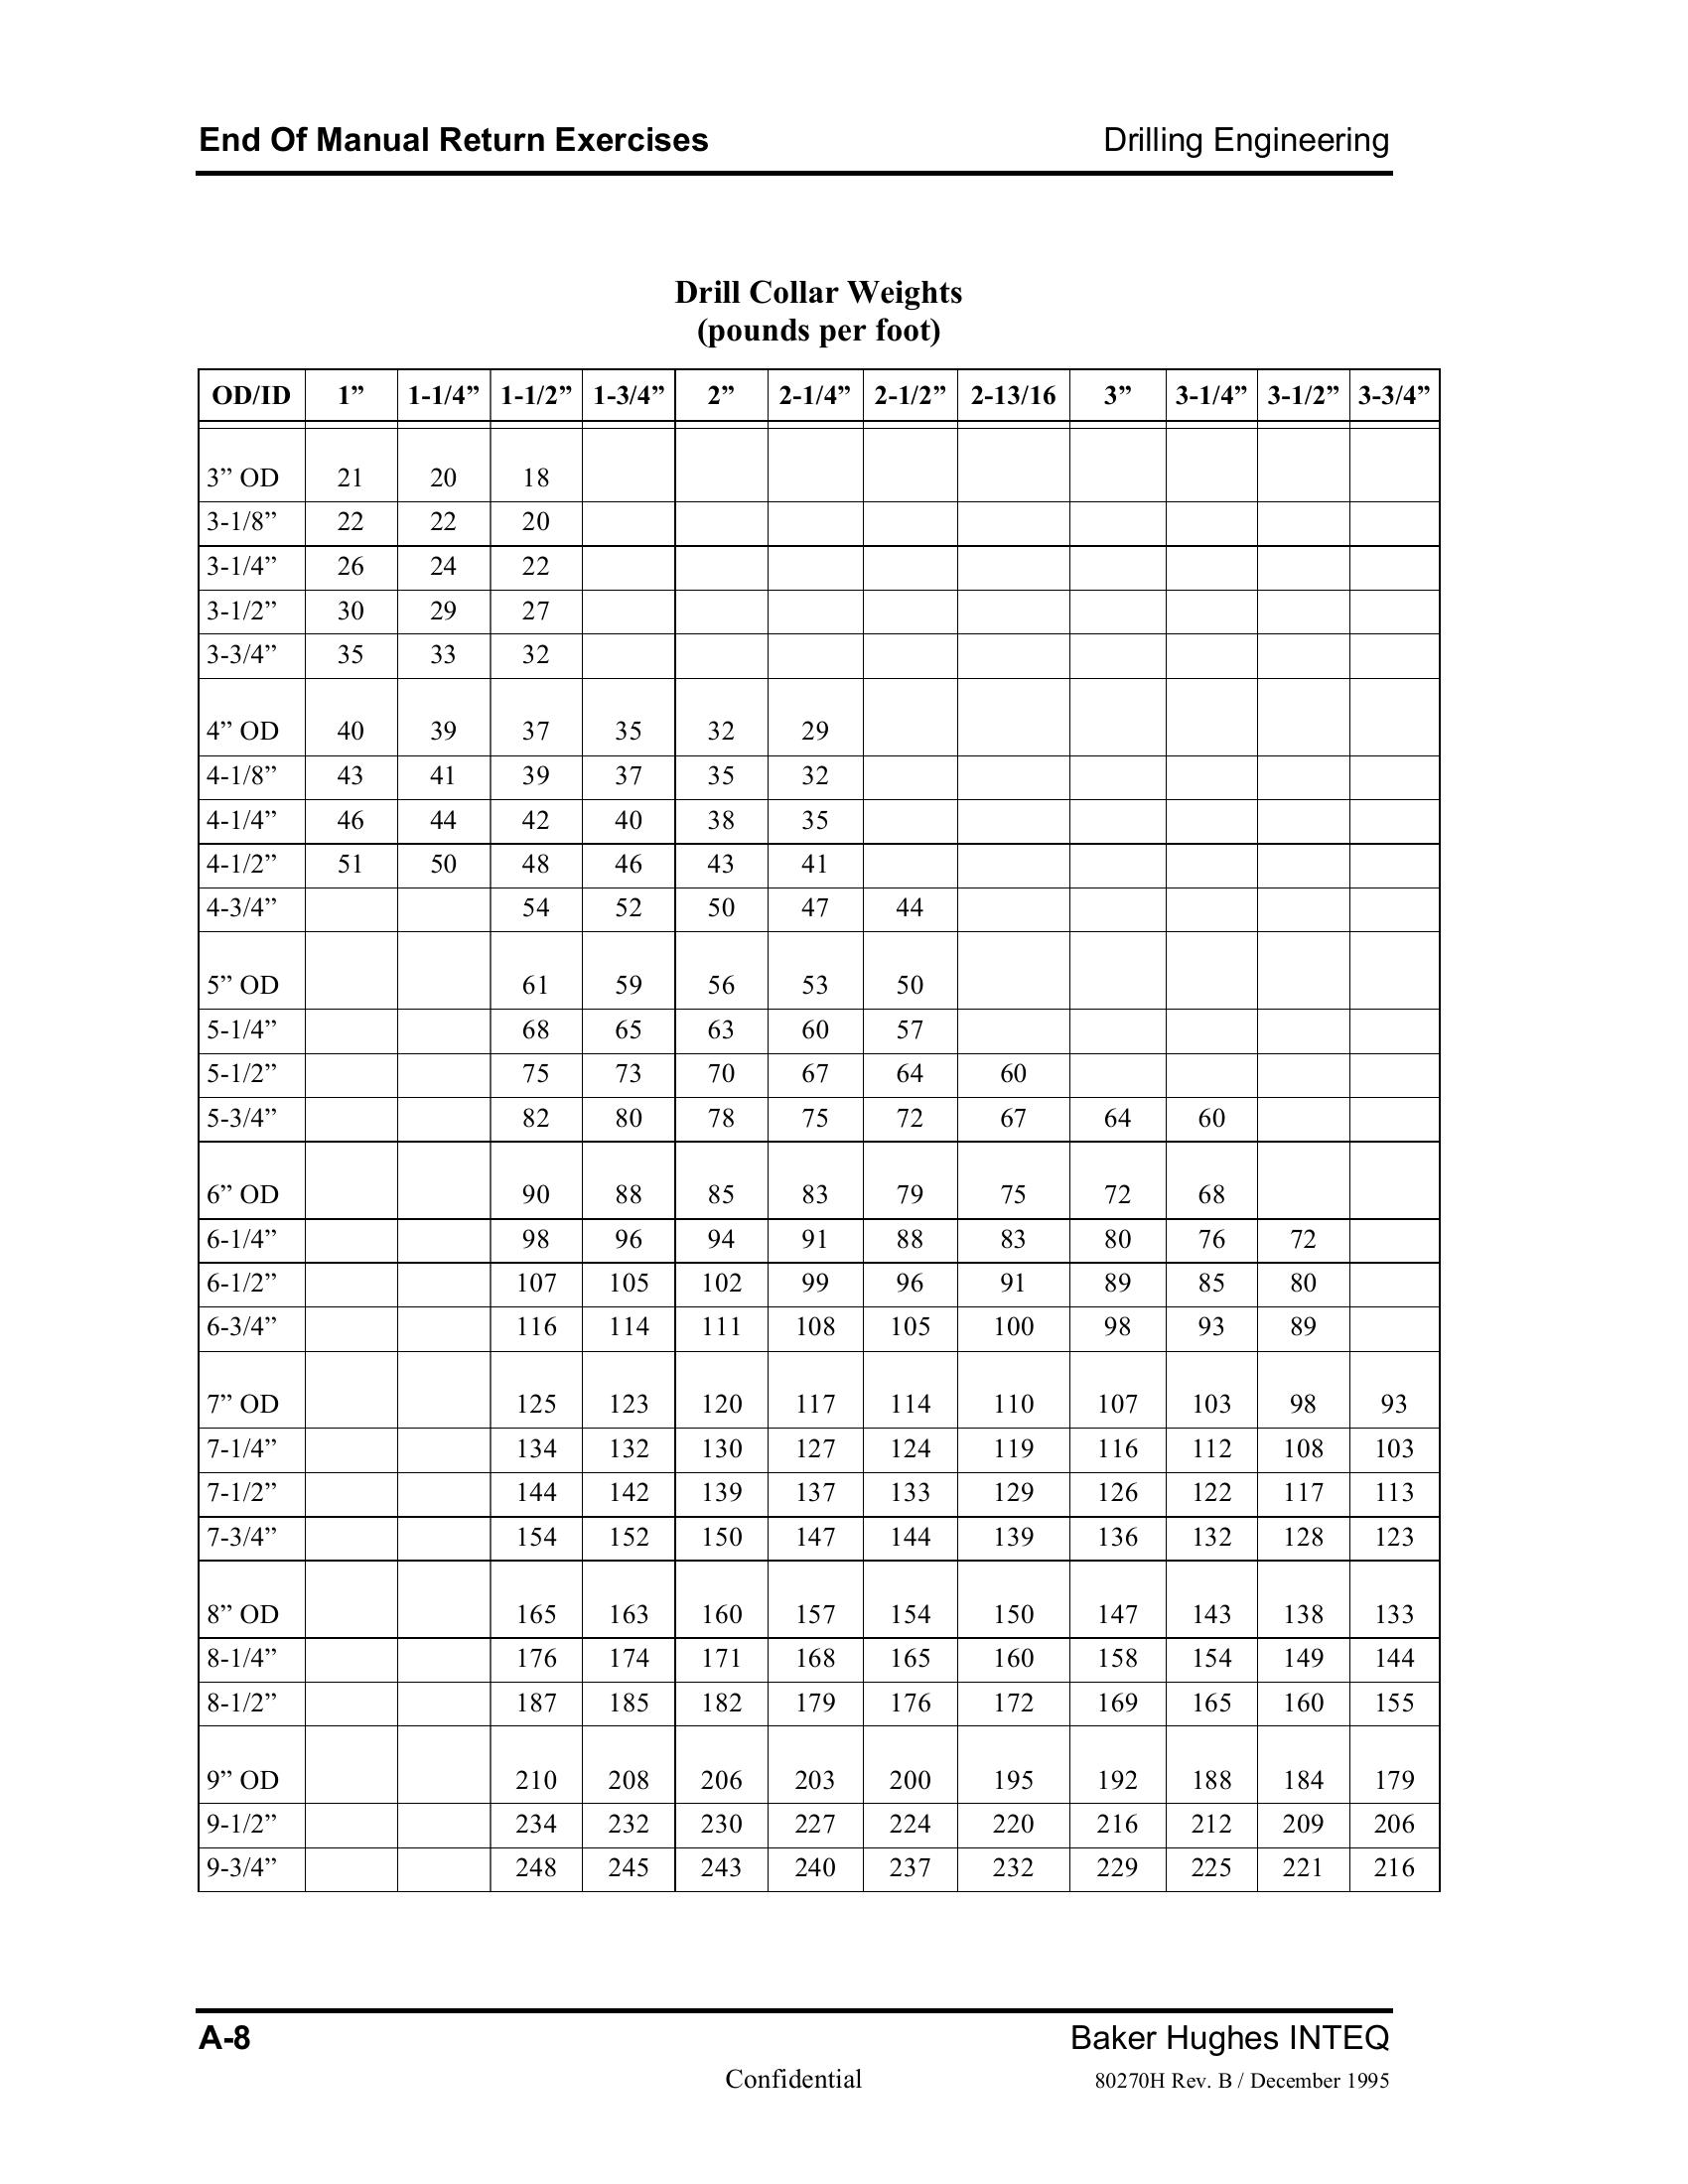 End Of Manual Return Exercises Drilling Engineering
Drill Collar Weights
(pounds per foot)
OD/ID 1” 1-1/4” 1-1/2” 1-3/4” 2” 2-1/4” 2-1/2” 2-13/16 3” 3-1/4” 3-1/2” 3-3/4”
3” OD 21 20 18
3-1/8” 22 22 20
3-1/4” 26 24 22
3-1/2” 30 29 27
3-3/4” 35 33 32
4” OD 40 39 37 35 32 29
4-1/8” 43 41 39 37 35 32
4-1/4” 46 44 42 40 38 35
4-1/2” 51 50 48 46 43 41
4-3/4” 54 52 50 47 44
5” OD 61 59 56 53 50
5-1/4” 68 65 63 60 57
5-1/2” 75 73 70 67 64 60
5-3/4” 82 80 78 75 72 67 64 60
6” OD 90 88 85 83 79 75 72 68
6-1/4” 98 96 94 91 88 83 80 76 72
6-1/2” 107 105 102 99 96 91 89 85 80
6-3/4” 116 114 111 108 105 100 98 93 89
7” OD 125 123 120 117 114 110 107 103 98 93
7-1/4” 134 132 130 127 124 119 116 112 108 103
7-1/2” 144 142 139 137 133 129 126 122 117 113
7-3/4” 154 152 150 147 144 139 136 132 128 123
8” OD 165 163 160 157 154 150 147 143 138 133
8-1/4” 176 174 171 168 165 160 158 154 149 144
8-1/2” 187 185 182 179 176 172 169 165 160 155
9” OD 210 208 206 203 200 195 192 188 184 179
9-1/2” 234 232 230 227 224 220 216 212 209 206
9-3/4” 248 245 243 240 237 232 229 225 221 216
A-8 Baker Hughes INTEQ
Confidential 80270H Rev. B / December 1995